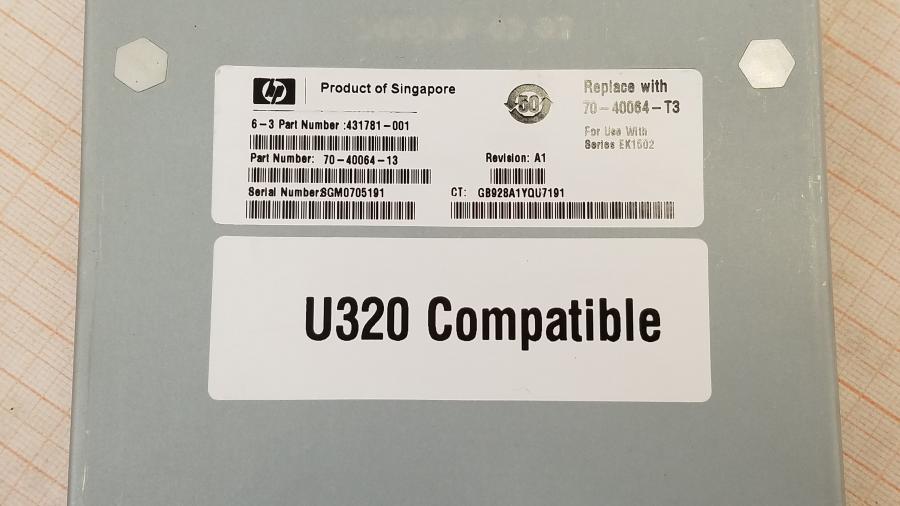 hp
Product of Singapore
50
Replace with
70-40064-T3
For Use With
Series EK1502
6-3 Part Number :431781-001
Part Number: 70-40064-13
Revision: A1
Serial Number:SGM0705191
CT: GB928A1YQU7191
U320 Compatible